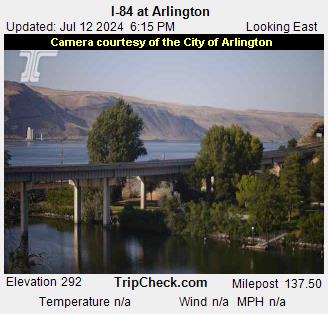 I-84 at Arlington
Updated: Jul 12 2024 6:15 PM Looking East
Camera courtesy of the City of Arlington
Elevation 292 TripCheck.com Milepost 137.50
Temperature n/a Wind n/a MPH n/a